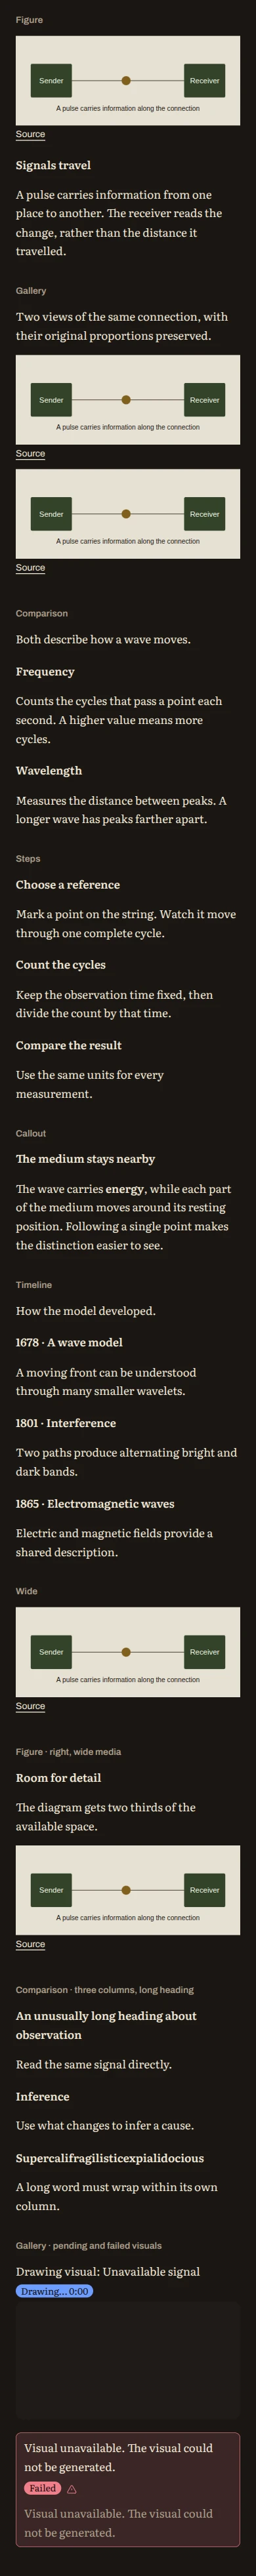 Figure
Sender
Receiver
A pulse carries information along the connection
Source
Signals travel
A pulse carries information from one
place to another. The receiver reads the
change, rather than the distance it
travelled.
Gallery
Two views of the same connection, with
their original proportions preserved.
Sender
Receiver
A pulse carries information along the connection
Source
Sender
Receiver
A pulse carries information along the connection
Source
Comparison
Both describe how a wave moves.
Frequency
Counts the cycles that pass a point each
second. A higher value means more
cycles.
Wavelength
Measures the distance between peaks. A
longer wave has peaks farther apart.
Steps
Choose a reference
Mark a point on the string. Watch it move
through one complete cycle.
Count the cycles
Keep the observation time fixed, then
divide the count by that time.
Compare the result
Use the same units for every
measurement.
Callout
The medium stays nearby
The wave carries energy, while each part
of the medium moves around its resting
position. Following a single point makes
the distinction easier to see.
Timeline
How the model developed.
1678 · A wave model
A moving front can be understood
through many smaller wavelets.
1801 · Interference
Two paths produce alternating bright and
dark bands.
1865 · Electromagnetic waves
Electric and magnetic fields provide a
shared description.
Wide
Sender
Receiver
A pulse carries information along the connection
Source
Figure · right, wide media
Room for detail
The diagram gets two thirds of the
available space.
Sender
Receiver
A pulse carries information along the connection
Source
Comparison · three columns, long heading
An unusually long heading about
observation
Read the same signal directly.
Inference
Use what changes to infer a cause.
Supercalifragilisticexpialidocious
A long word must wrap within its own
column.
Gallery · pending and failed visuals
Drawing visual: Unavailable signal
Drawing... 0:00
Visual unavailable. The visual could
not be generated.
Failed
Visual unavailable. The visual could
not be generated.